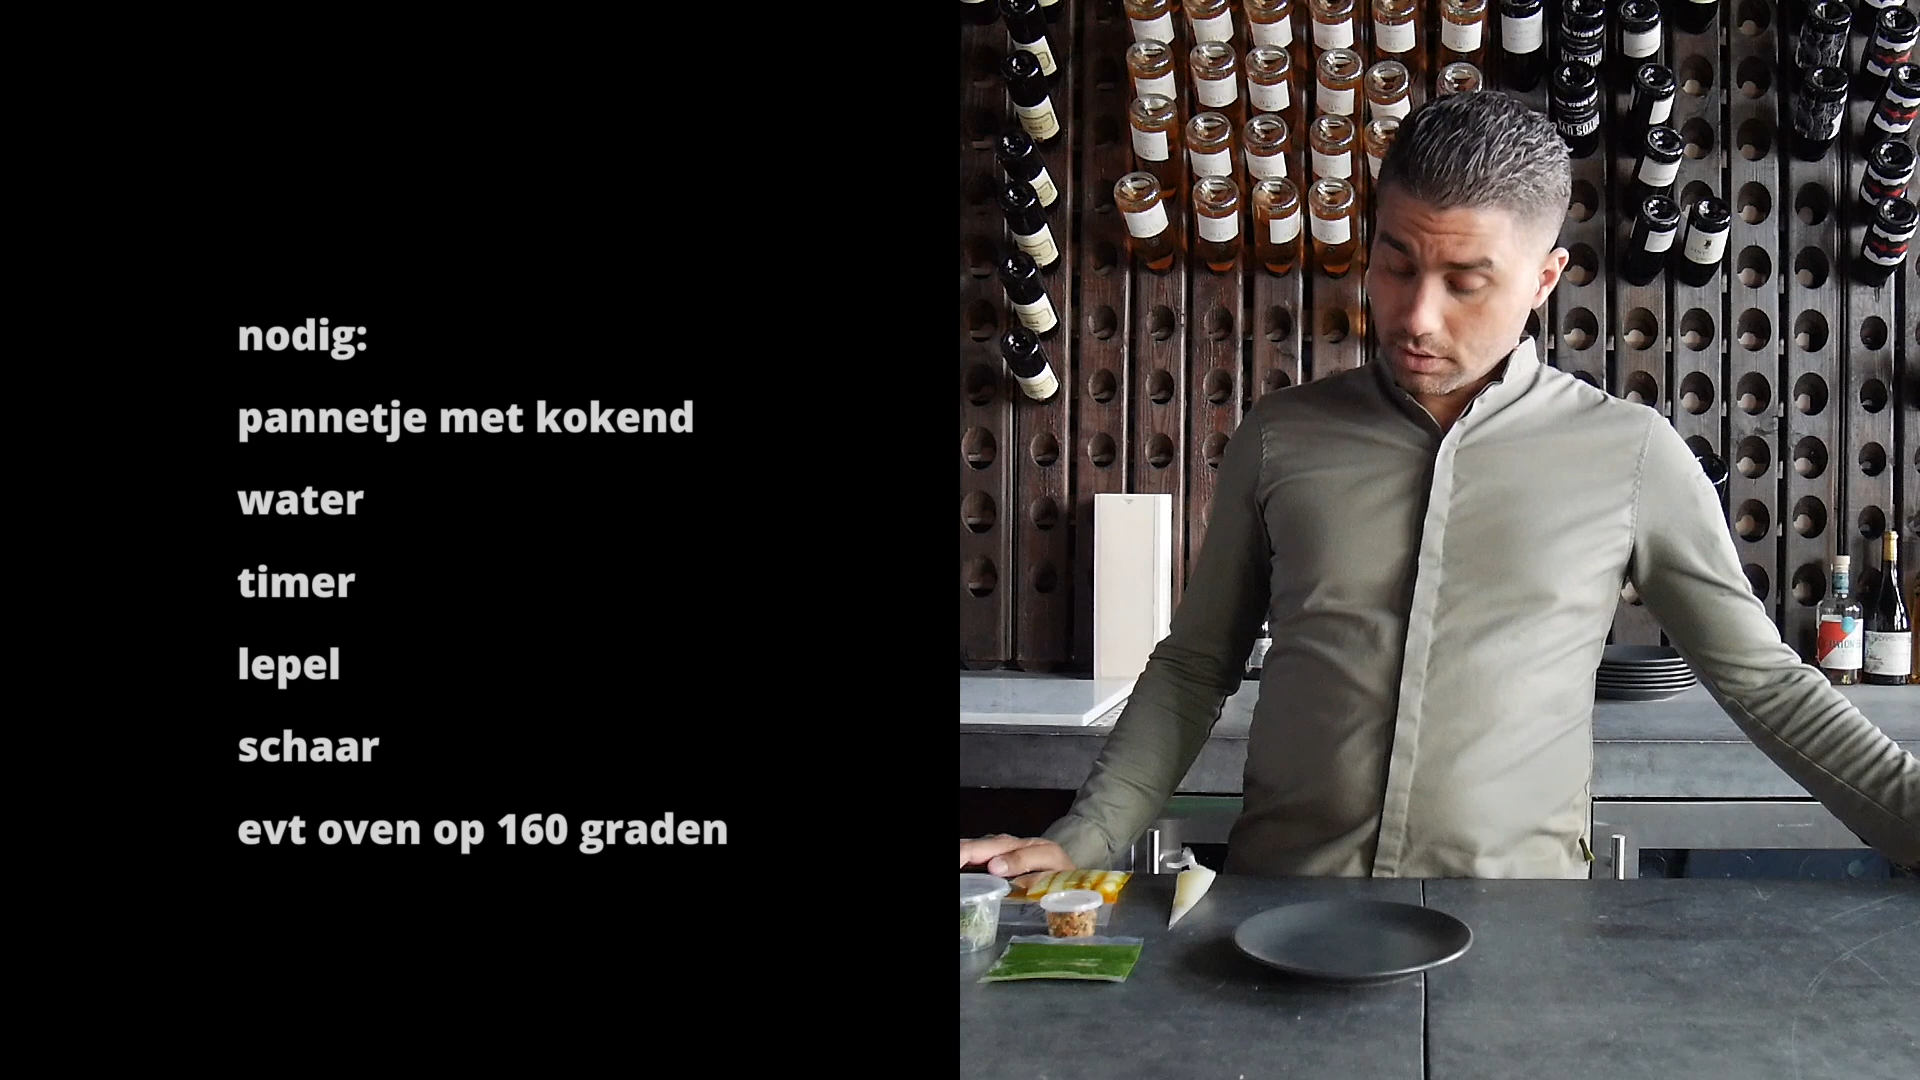 nodig:
pannetje met kokend
water
timer
lepel
schaar
evt oven op 160 graden